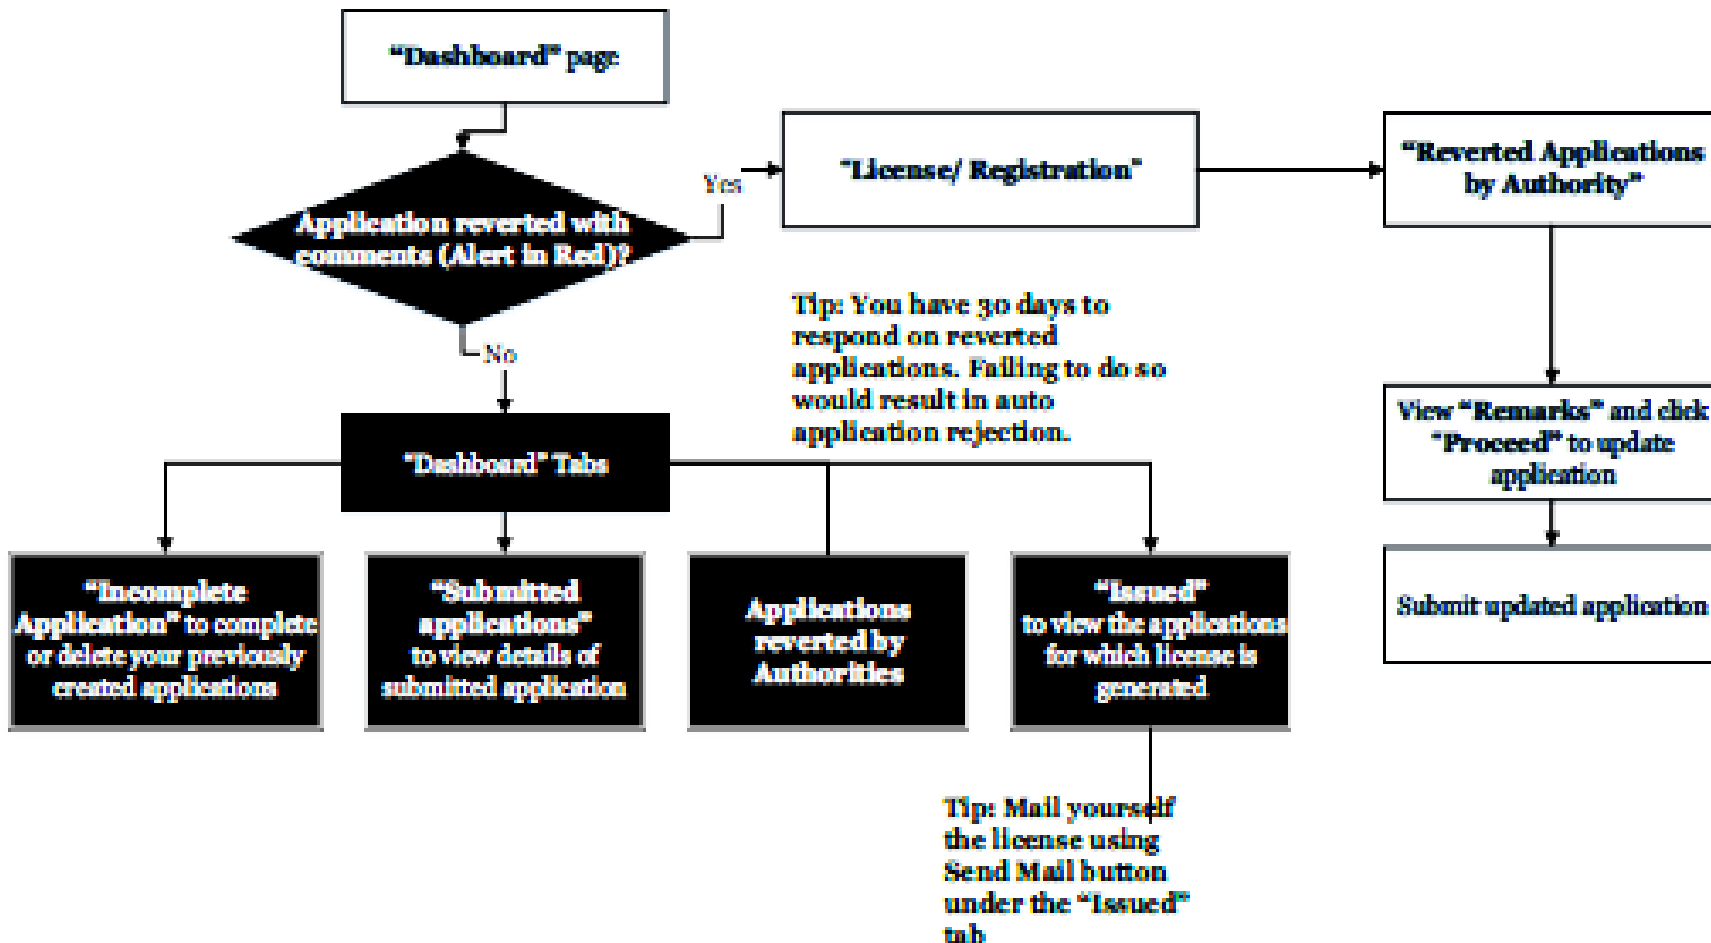 “Dashboard” page
Application reverted with
comments (Alert in Red)?
Yes
“License/ Registration”
“Reverted Applications
by Authority”
No
Tip: You have 30 days to
respond on reverted
applications. Failing to do so
would result in auto
application rejection.
View “Remarks” and click
“Proceed” to update
application
Submit updated application
“Dashboard” Tabs
“Incomplete
Application” to complete
or delete your previously
created applications
“Submitted
applications”
to view details of
submitted application
Applications
reverted by
Authorities
“Issued”
to view the applications
for which license is
generated
Tip: Mail yourself
the license using
Send Mail button
under the “Issued”
tab